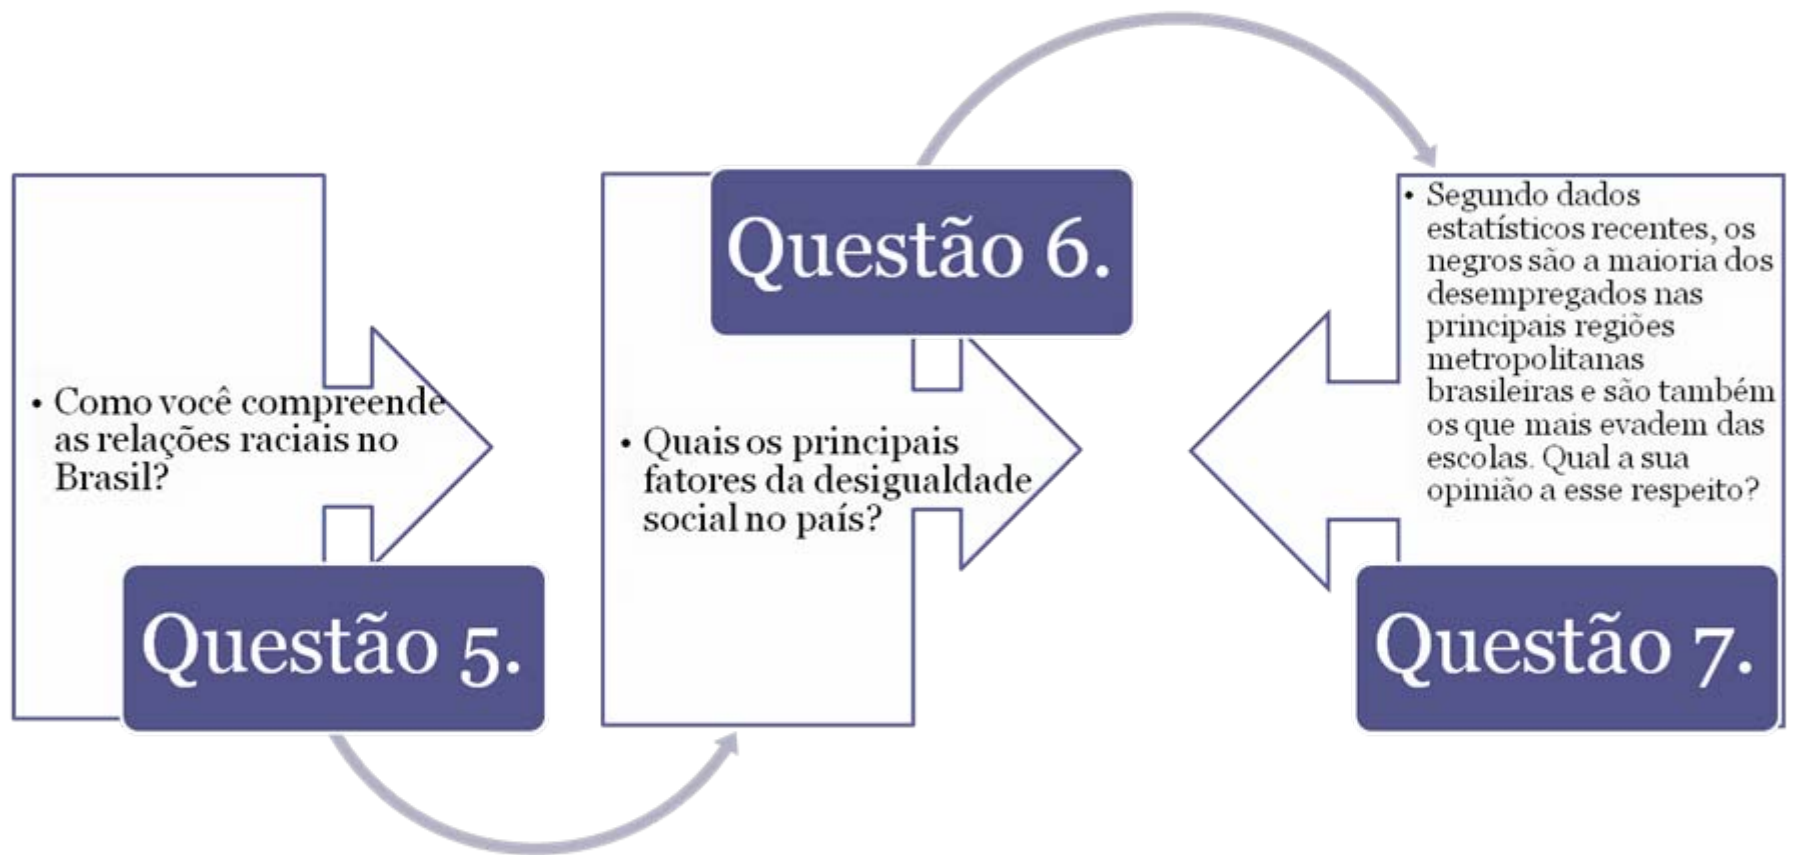 • Como você compreende
as relações raciais no
Brasil?
Questão 5.
Questão 6.
• Quais os principais
fatores da desigualdade
social no país?
• Segundo dados
estatísticos recentes, os
negros são a maioria dos
desempregados nas
principais regiões
metropolitanas
brasileiras e são também
os que mais evadem das
escolas. Qual a sua
opinião a esse respeito?
Questão 7.